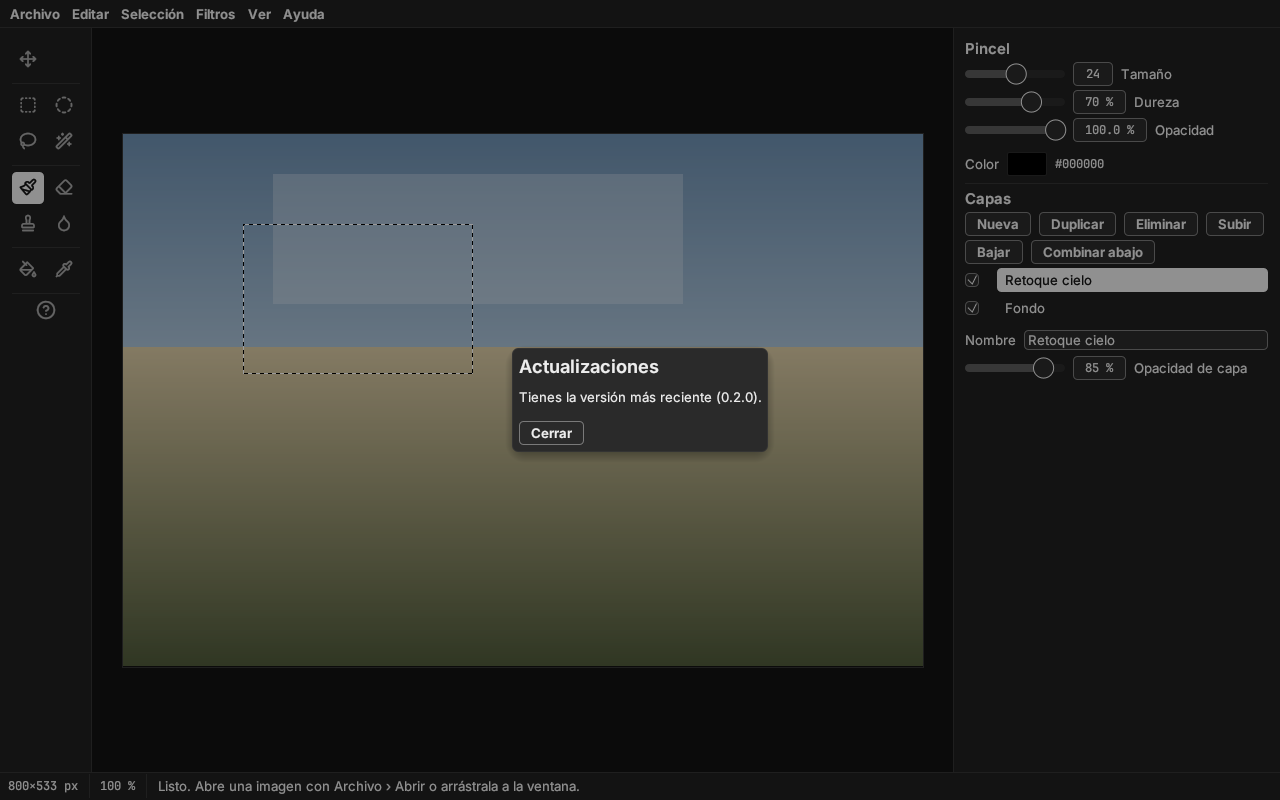 Archivo Editar Selección Filtros Ver Ayuda
Pincel
24 Tamaño
70 % Dureza
100.0 % Opacidad
Color #000000
Capas
Nueva Duplicar Eliminar Subir
Bajar Combinar abajo
Retoque cielo
Fondo
Nombre Retoque cielo
85 % Opacidad de capa
Actualizaciones
Tienes la versión más reciente (0.2.0).
Cerrar
800×533 px 100 % Listo. Abre una imagen con Archivo › Abrir o arrástrala a la ventana.